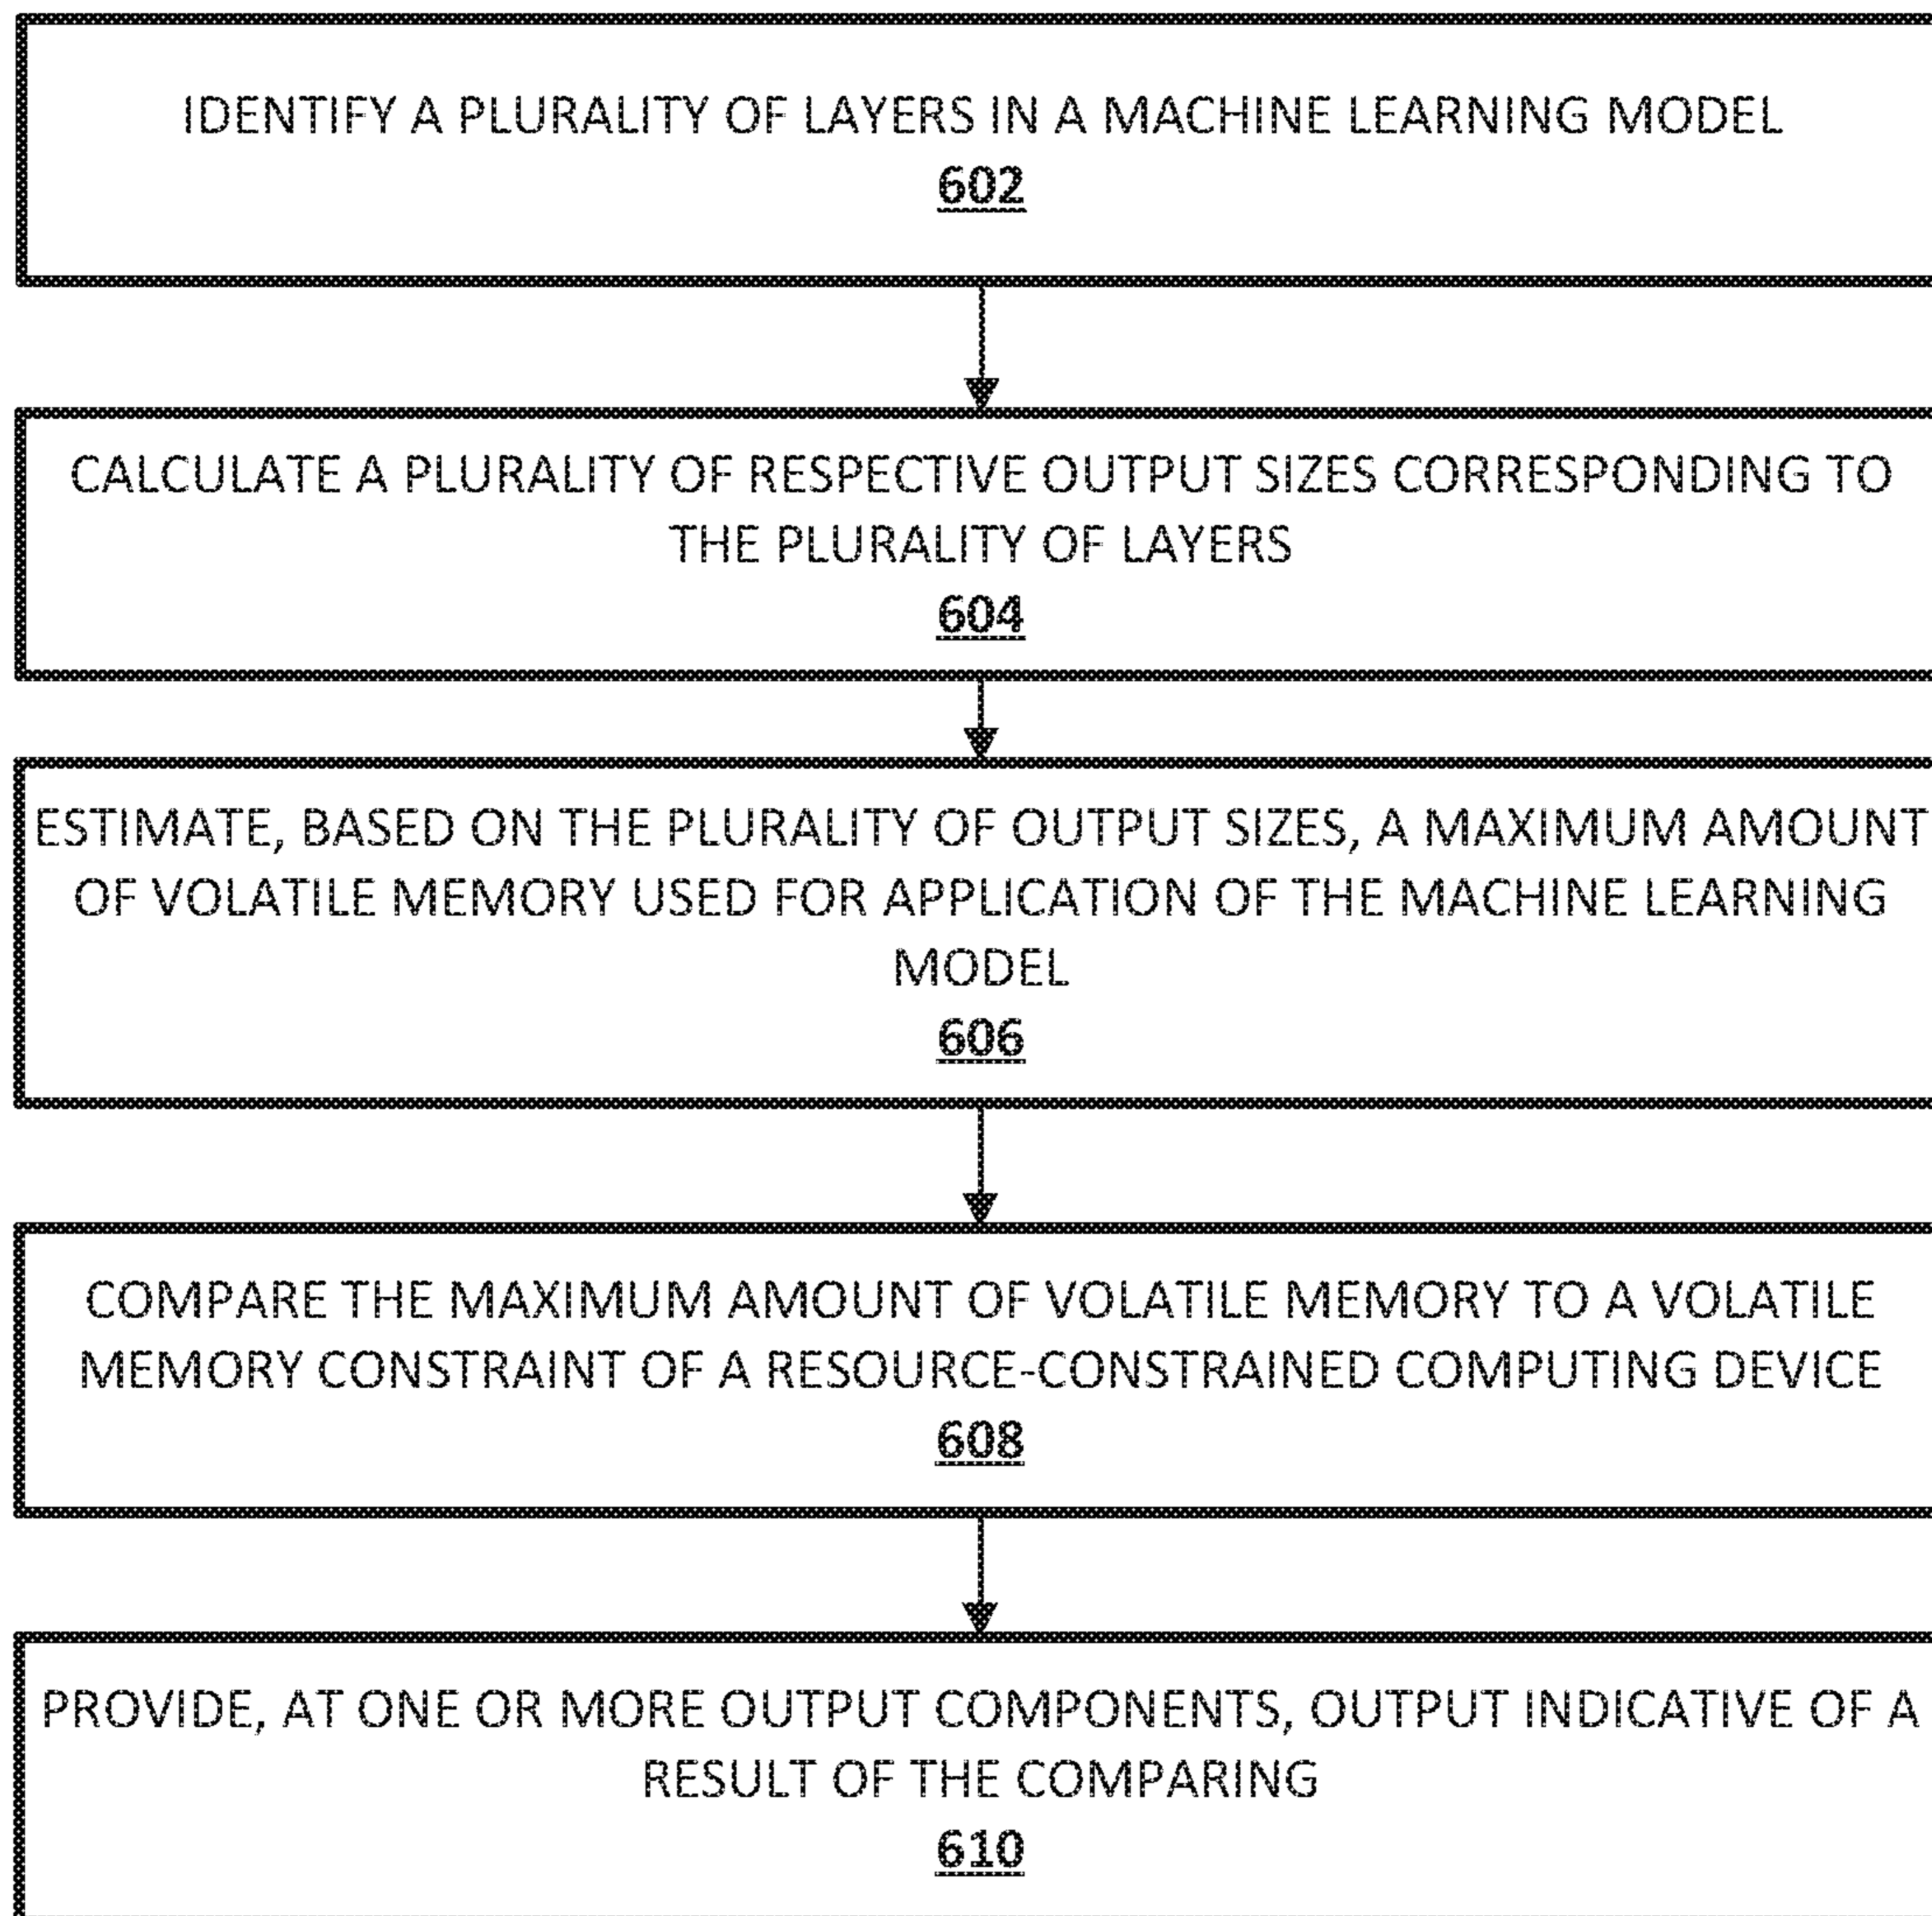 IDENTIFY A PLURALITY OF LAYERS IN A MACHINE LEARNING MODEL
602
CALCULATE A PLURALITY OF RESPECTIVE OUTPUT SIZES CORRESPONDING TO
THE PLURALITY OF LAYERS
604
ESTIMATE, BASED ON THE PLURALITY OF OUTPUT SIZES, A MAXIMUM AMOUNT
OF VOLATILE MEMORY USED FOR APPLICATION OF THE MACHINE LEARNING
MODEL
606
COMPARE THE MAXIMUM AMOUNT OF VOLATILE MEMORY TO A VOLATILE
MEMORY CONSTRAINT OF A RESOURCE-CONSTRAINED COMPUTING DEVICE
608
PROVIDE, AT ONE OR MORE OUTPUT COMPONENTS, OUTPUT INDICATIVE OF A
RESULT OF THE COMPARING
610